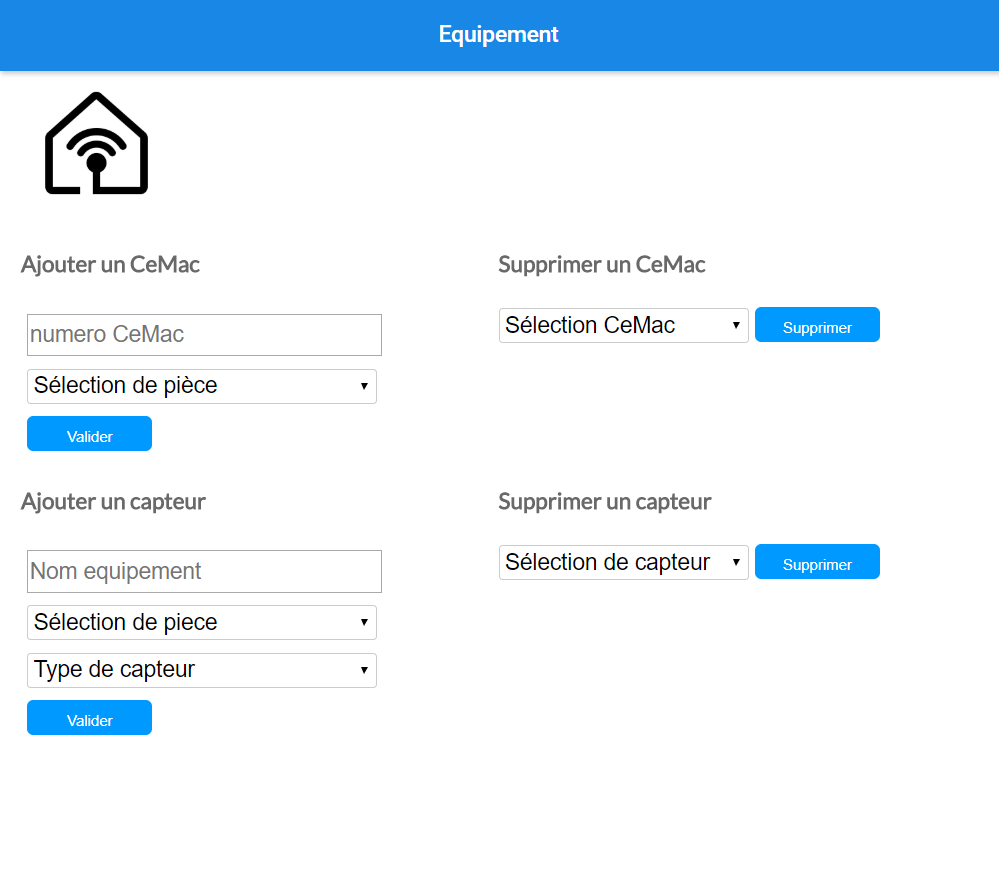 Equipement
Ajouter un CeMac
numero CeMac
Sélection de pièce
Valider
Supprimer un CeMac
Sélection CeMac
Supprimer
Ajouter un capteur
Nom equipement
Sélection de piece
Type de capteur
Valider
Supprimer un capteur
Sélection de capteur
Supprimer